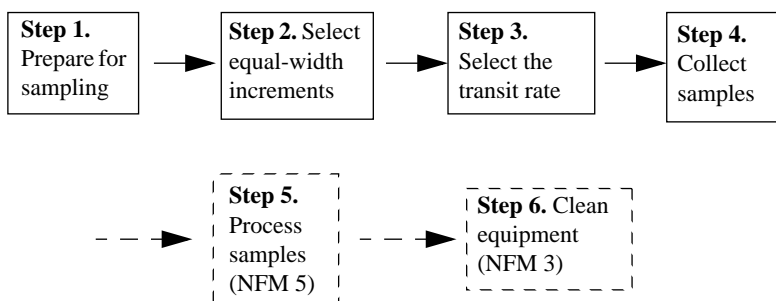 Step 1.
Prepare for
sampling
Step 2. Select
equal-width
increments
Step 3.
Select the
transit rate
Step 4.
Collect
samples
Step 5.
Process
samples
(NFM 5)
Step 6. Clean
equipment
(NFM 3)